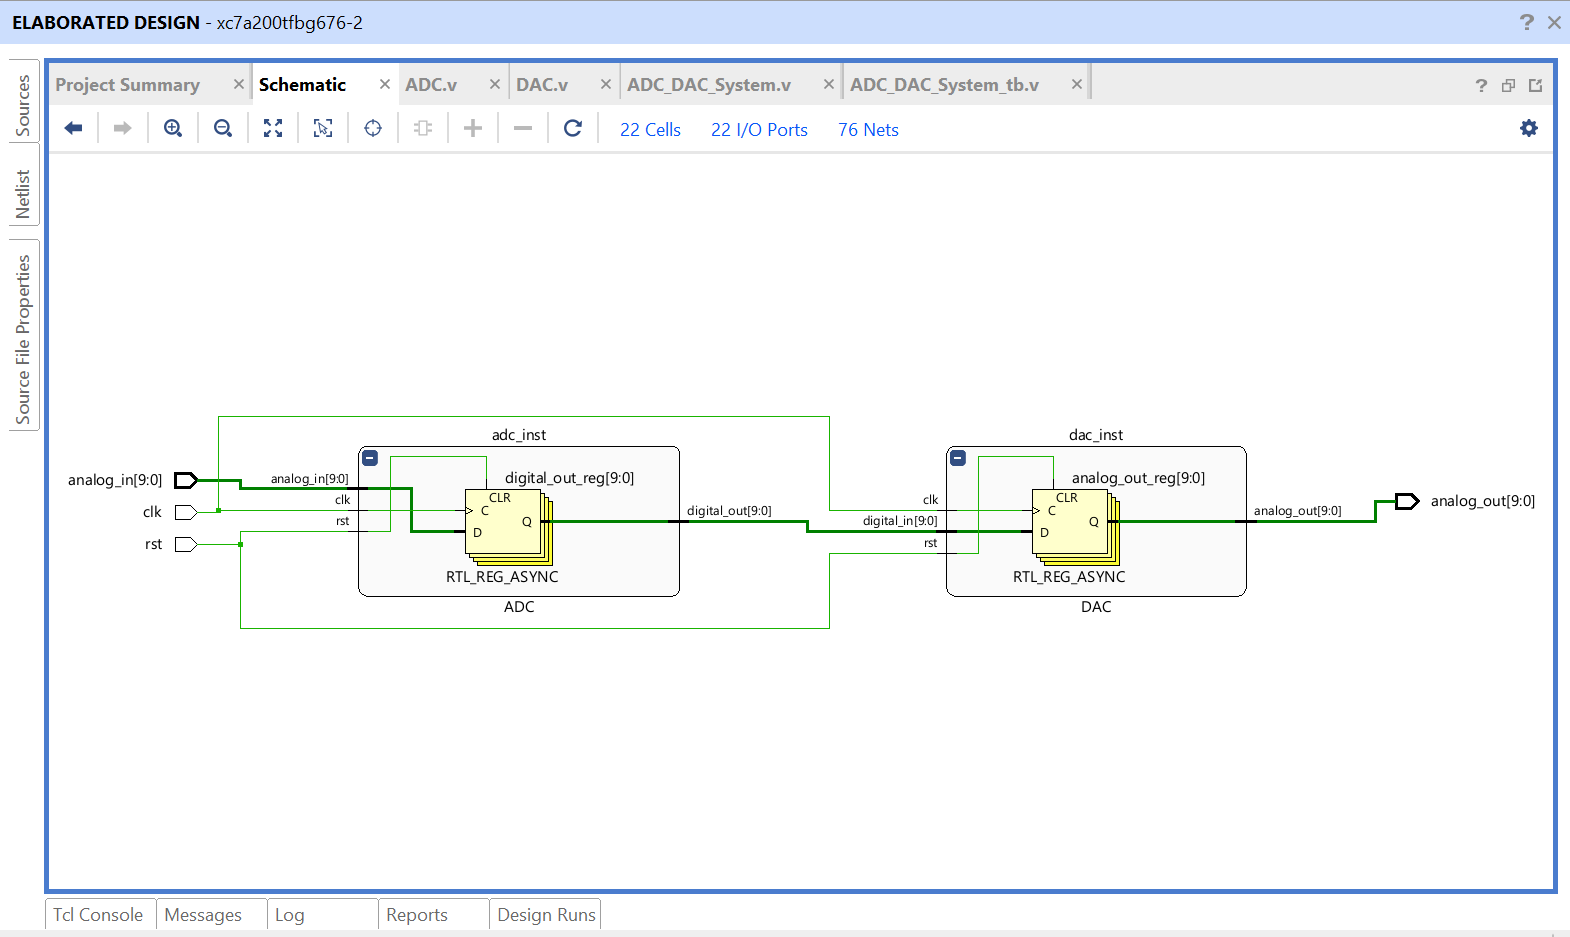 ELABORATED DESIGN - xc7a200tfbg676-2
? ×
Sources
Netlist
Source File Properties
Project Summary × Schematic × ADC.v × DAC.v × ADC_DAC_System.v × ADC_DAC_System_tb.v × ?
22 Cells 22 I/O Ports 76 Nets
analog_in[9:0]
clk
rst
adc_inst
analog_in[9:0]
clk
rst
digital_out_reg[9:0]
CLR
C
Q
D
RTL_REG_ASYNC
ADC
digital_out[9:0]
dac_inst
clk
digital_in[9:0]
rst
analog_out_reg[9:0]
CLR
C
Q
D
RTL_REG_ASYNC
DAC
analog_out[9:0]
analog_out[9:0]
Tcl Console Messages Log Reports Design Runs